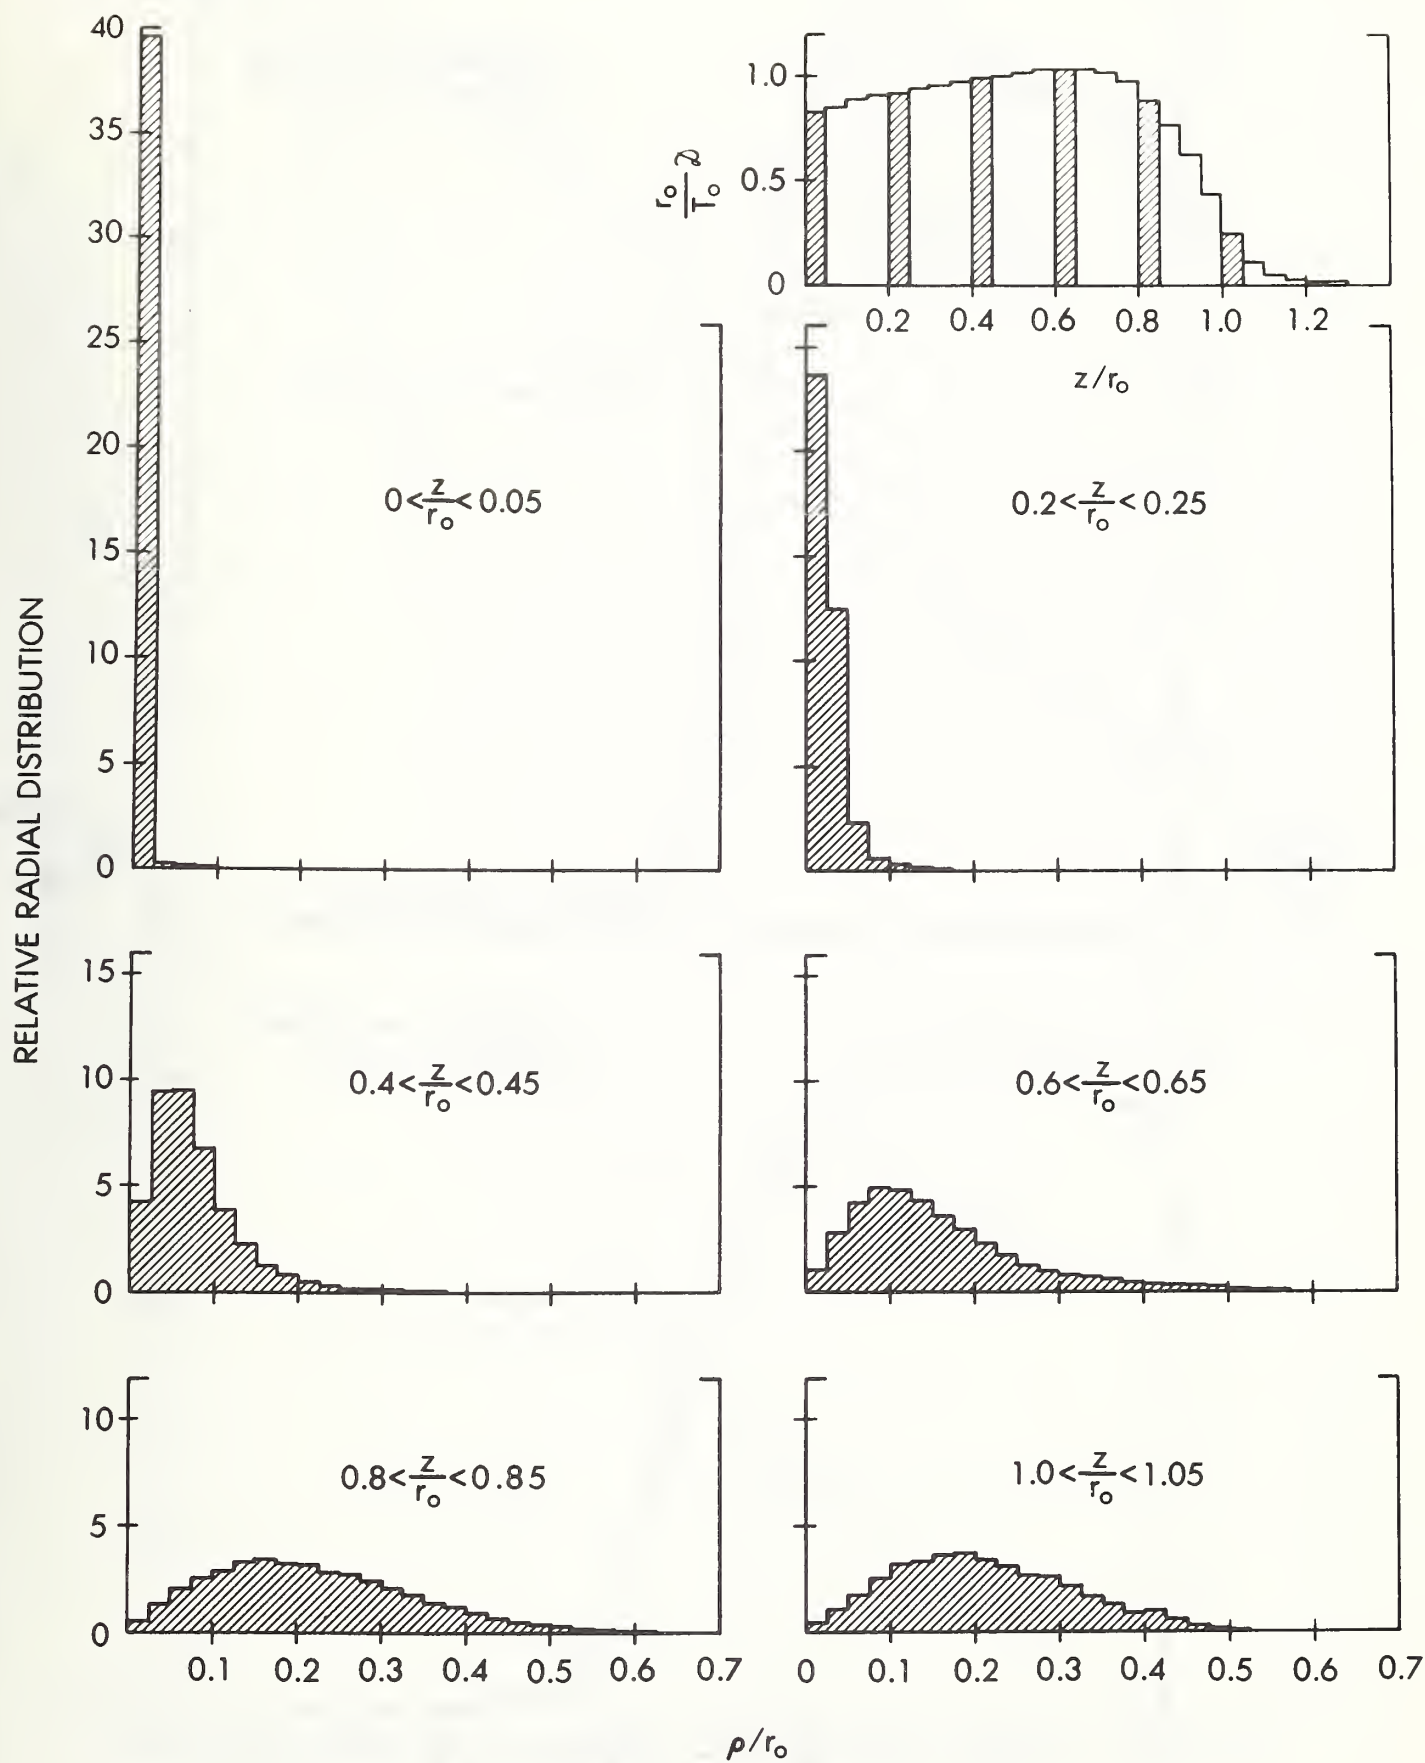 RELATIVE RADIAL DISTRIBUTION
40
35
30
25
20
15
10
5
0
0<z/r₀<0.05
r₀/T₀ 𝒟
1.0
0.5
0
0.2 0.4 0.6 0.8 1.0 1.2
z/r₀
0.2<z/r₀<0.25
15
10
5
0
0.4<z/r₀<0.45
0.6<z/r₀<0.65
10
5
0
0.8<z/r₀<0.85
1.0<z/r₀<1.05
0.1 0.2 0.3 0.4 0.5 0.6 0.7
0 0.1 0.2 0.3 0.4 0.5 0.6 0.7
ρ/r₀